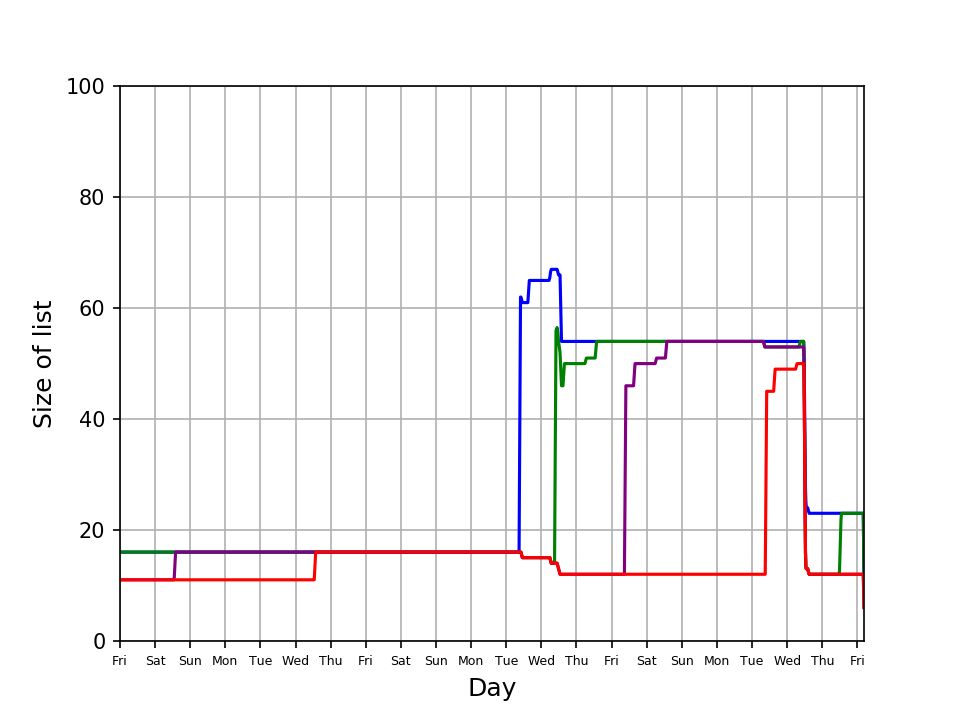 100
80
60
40
20
0
Size of list
Fri Sat Sun Mon Tue Wed Thu Fri Sat Sun Mon Tue Wed Thu Fri Sat Sun Mon Tue Wed Thu Fri
Day